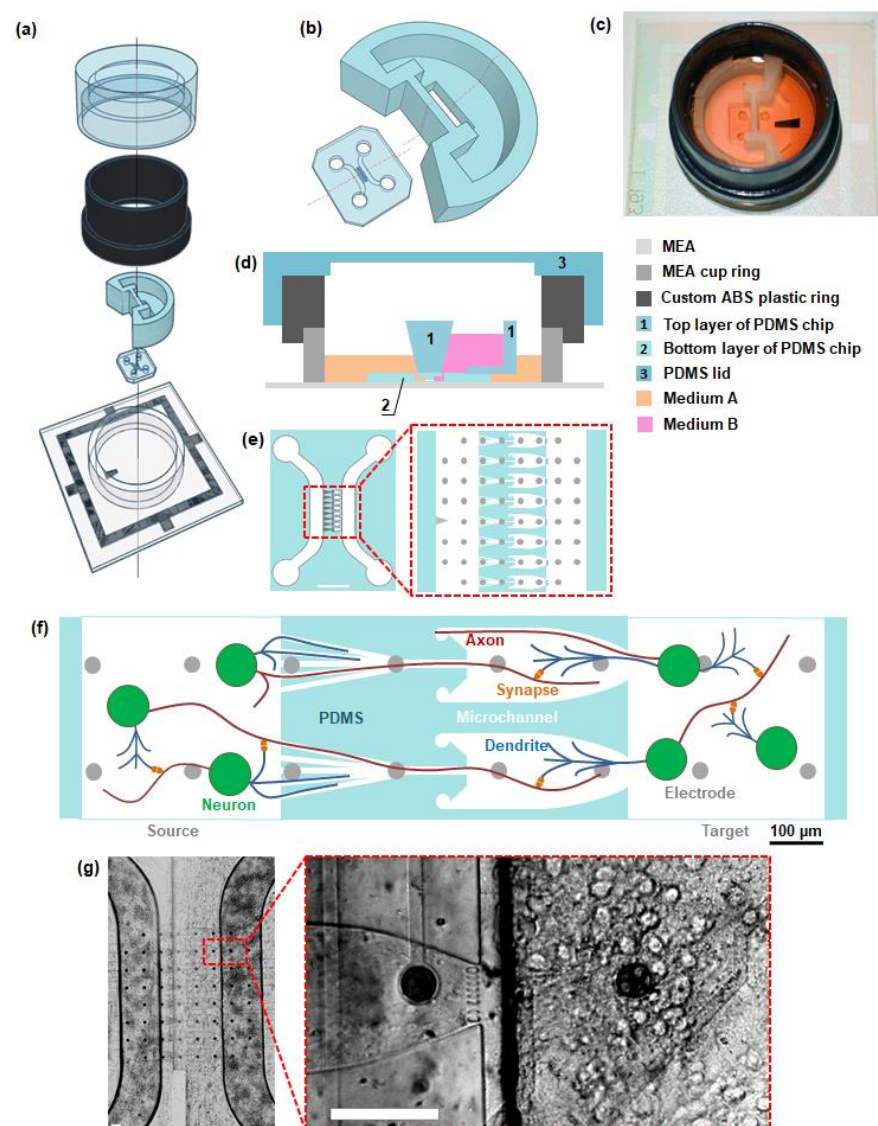 (a)
(b)
(c)
(d)
3
1
1
2
MEA
MEA cup ring
Custom ABS plastic ring
1 Top layer of PDMS chip
2 Bottom layer of PDMS chip
3 PDMS lid
Medium A
Medium B
(e)
(f)
Axon
Synapse
PDMS
Microchannel
Dendrite
Neuron
Electrode
Source
Target
100 µm
(g)